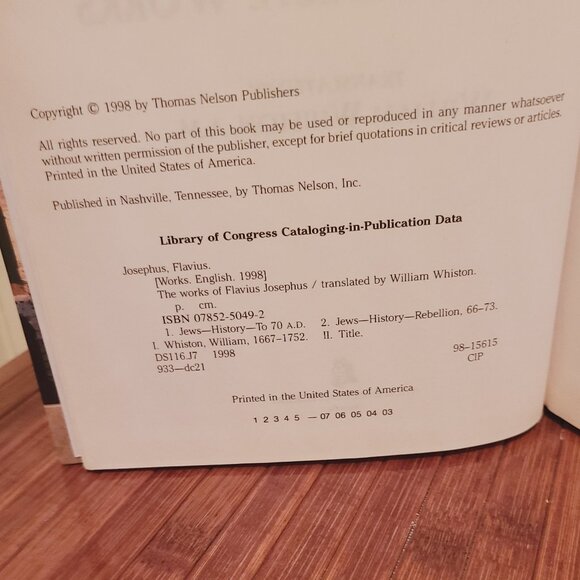 Copyright © 1998 by Thomas Nelson Publishers
All rights reserved. No part of this book may be used or reproduced in any manner whatsoever
without written permission of the publisher, except for brief quotations in critical reviews or articles.
Printed in the United States of America.
Published in Nashville, Tennessee, by Thomas Nelson, Inc.
Library of Congress Cataloging-in-Publication Data
Josephus, Flavius.
[Works. English. 1998]
The works of Flavius Josephus / translated by William Whiston.
p. cm.
ISBN 07852-5049-2
1. Jews—History—To 70 A.D. 2. Jews—History—Rebellion, 66–73.
I. Whiston, William, 1667–1752. II. Title.
DS116.J7 1998
933—dc21
98-15615
CIP
Printed in the United States of America
1 2 3 4 5 — 07 06 05 04 03